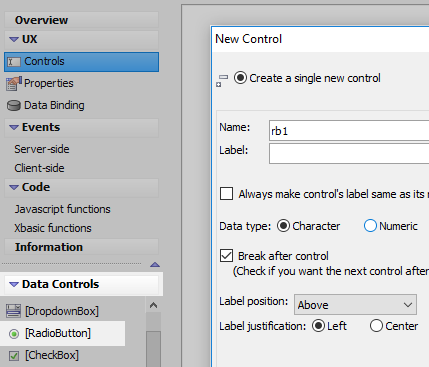 Overview
UX
Controls
Properties
Data Binding
Events
Server-side
Client-side
Code
Javascript functions
Xbasic functions
Information
Data Controls
[DropdownBox]
[RadioButton]
[CheckBox]
New Control
Create a single new control
Name: rb1
Label:
Always make control's label same as its
Data type: Character Numeric
Break after control
(Check if you want the next control after
Label position: Above
Label justification: Left Center